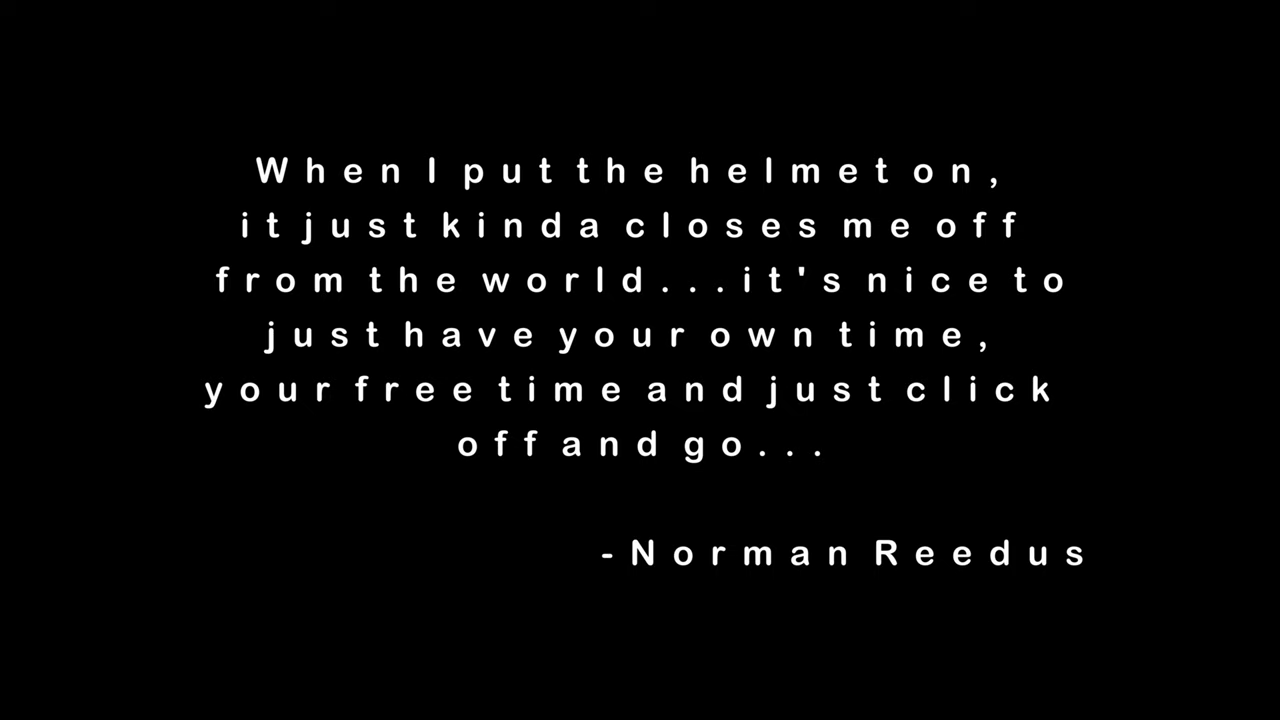 When I put the helmet on,
it just kinda closes me off
from the world...it's nice to
just have your own time,
your free time and just click
off and go...
-Norman Reedus